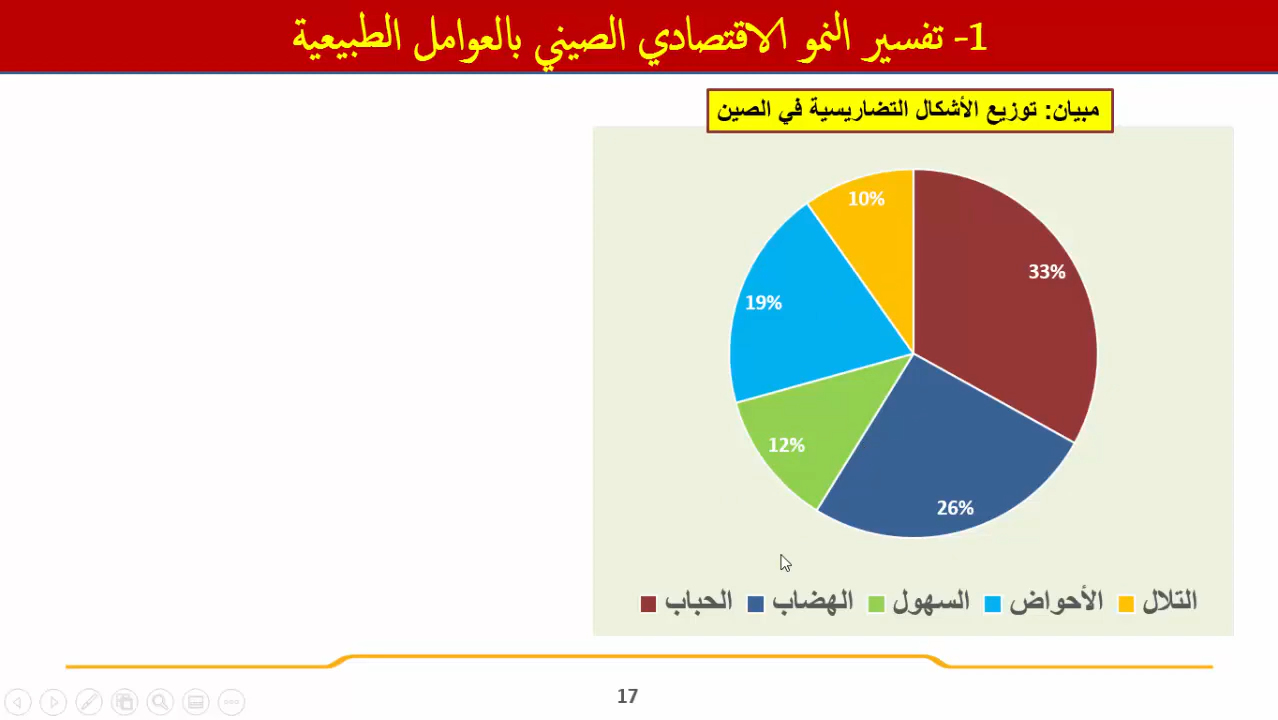 1- تفسير النمو الاقتصادي الصيني بالعوامل الطبيعية
مبيان: توزيع الأشكال التضاريسية في الصين
10%
33%
19%
12%
26%
التلال الأحواض السهول الهضاب الحباب
17